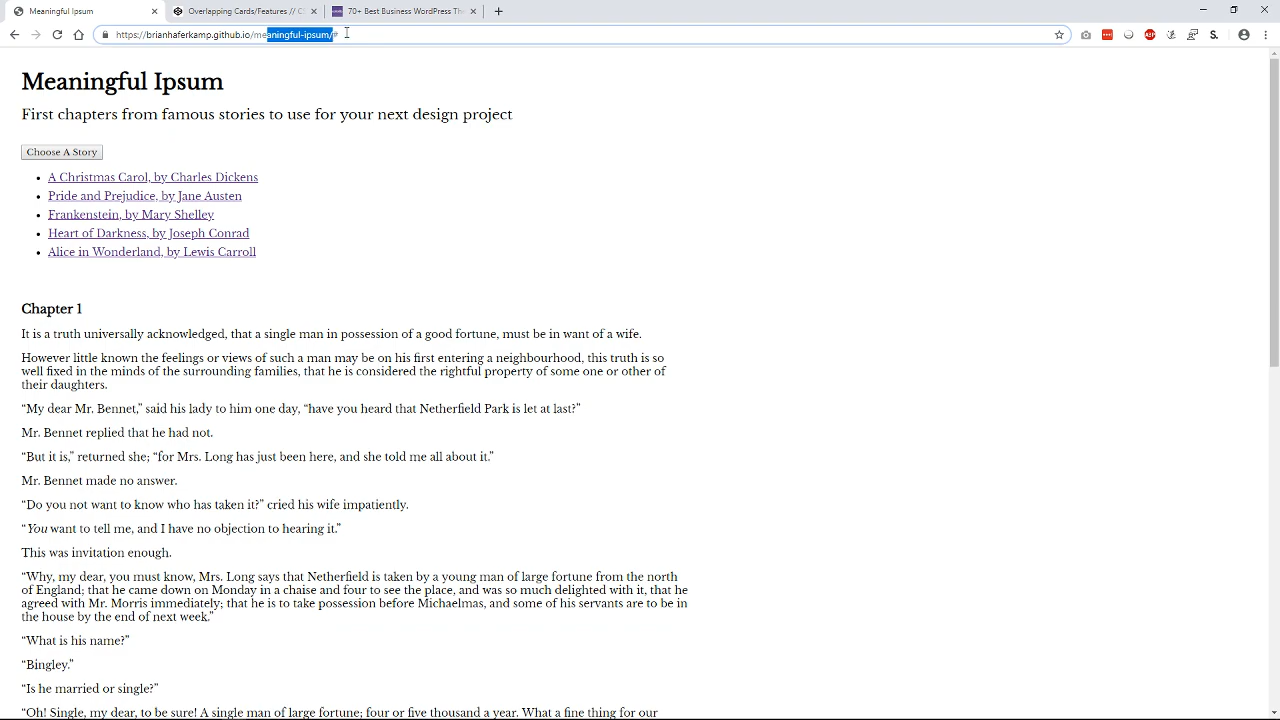 Meaningful Ipsum
Overlapping Cards/Features // C
70+ Best Business WordPress The
https://brianhaferkamp.github.io/meaningful-ipsum/#
Meaningful Ipsum
First chapters from famous stories to use for your next design project
Choose A Story
A Christmas Carol, by Charles Dickens
Pride and Prejudice, by Jane Austen
Frankenstein, by Mary Shelley
Heart of Darkness, by Joseph Conrad
Alice in Wonderland, by Lewis Carroll
Chapter 1
It is a truth universally acknowledged, that a single man in possession of a good fortune, must be in want of a wife.
However little known the feelings or views of such a man may be on his first entering a neighbourhood, this truth is so
well fixed in the minds of the surrounding families, that he is considered the rightful property of some one or other of
their daughters.
“My dear Mr. Bennet,” said his lady to him one day, “have you heard that Netherfield Park is let at last?”
Mr. Bennet replied that he had not.
“But it is,” returned she; “for Mrs. Long has just been here, and she told me all about it.”
Mr. Bennet made no answer.
“Do you not want to know who has taken it?” cried his wife impatiently.
“You want to tell me, and I have no objection to hearing it.”
This was invitation enough.
“Why, my dear, you must know, Mrs. Long says that Netherfield is taken by a young man of large fortune from the north
of England; that he came down on Monday in a chaise and four to see the place, and was so much delighted with it, that he
agreed with Mr. Morris immediately; that he is to take possession before Michaelmas, and some of his servants are to be in
the house by the end of next week.”
“What is his name?”
“Bingley.”
“Is he married or single?”
“Oh! Single, my dear, to be sure! A single man of large fortune; four or five thousand a year. What a fine thing for our